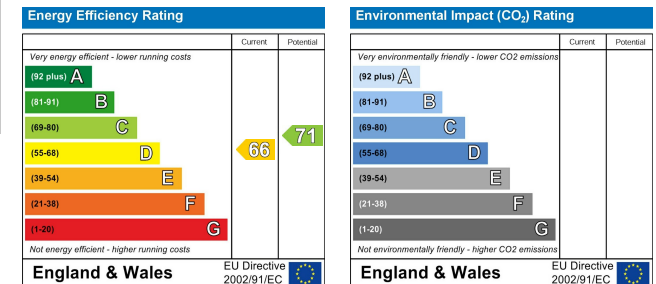 Energy Efficiency Rating
Current Potential
Very energy efficient - lower running costs
(92 plus) A
(81-91) B
(69-80) C
(55-68) D
(39-54) E
(21-38) F
(1-20) G
66
71
Not energy efficient - higher running costs
England & Wales
EU Directive
2002/91/EC
Environmental Impact (CO₂) Rating
Current Potential
Very environmentally friendly - lower CO2 emissions
(92 plus) A
(81-91) B
(69-80) C
(55-68) D
(39-54) E
(21-38) F
(1-20) G
Not environmentally friendly - higher CO2 emissions
England & Wales
EU Directive
2002/91/EC